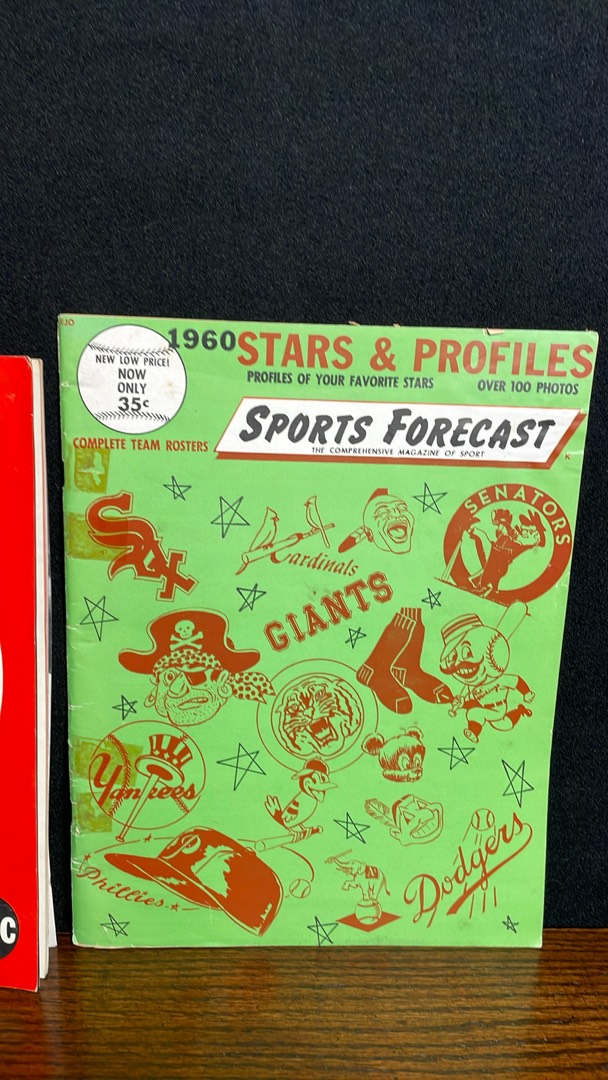 NEW LOW PRICE!
NOW
ONLY
35¢
1960 STARS & PROFILES
PROFILES OF YOUR FAVORITE STARS OVER 100 PHOTOS
COMPLETE TEAM ROSTERS
SPORTS FORECAST
THE COMPREHENSIVE MAGAZINE OF SPORT
K
SOX
Cardinals
SENATORS
GIANTS
Yankees
Phillies
P
Dodgers
C